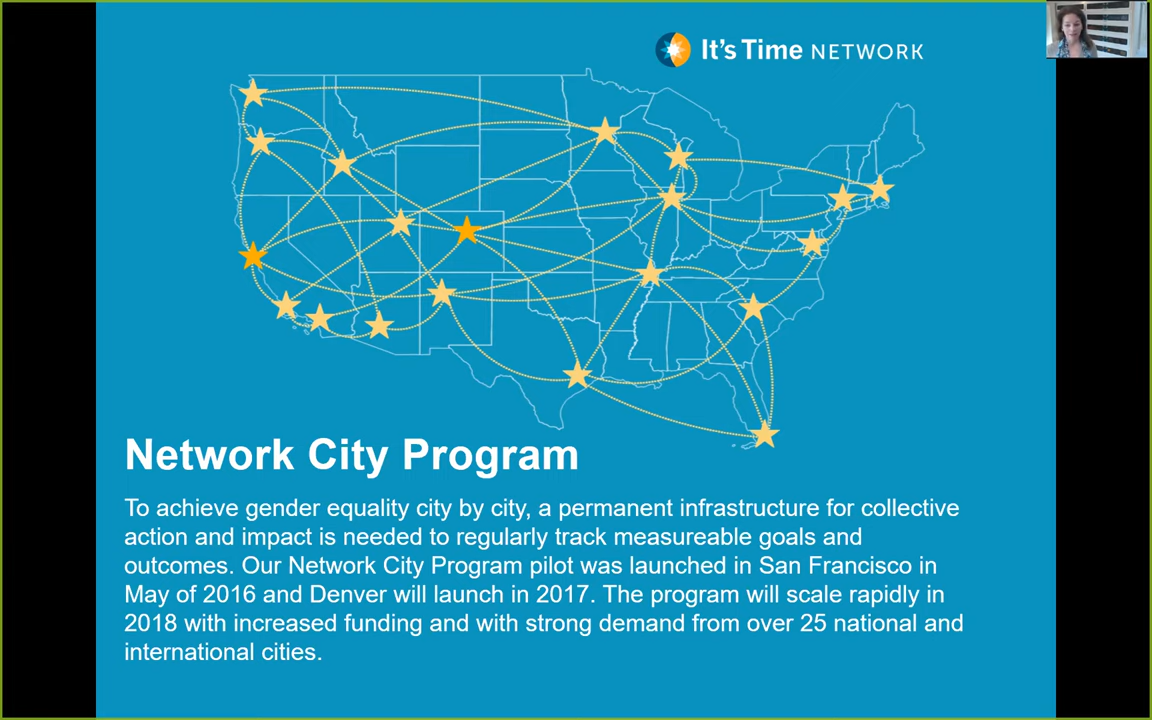 It's Time NETWORK
Network City Program
To achieve gender equality city by city, a permanent infrastructure for collective
action and impact is needed to regularly track measureable goals and
outcomes. Our Network City Program pilot was launched in San Francisco in
May of 2016 and Denver will launch in 2017. The program will scale rapidly in
2018 with increased funding and with strong demand from over 25 national and
international cities.